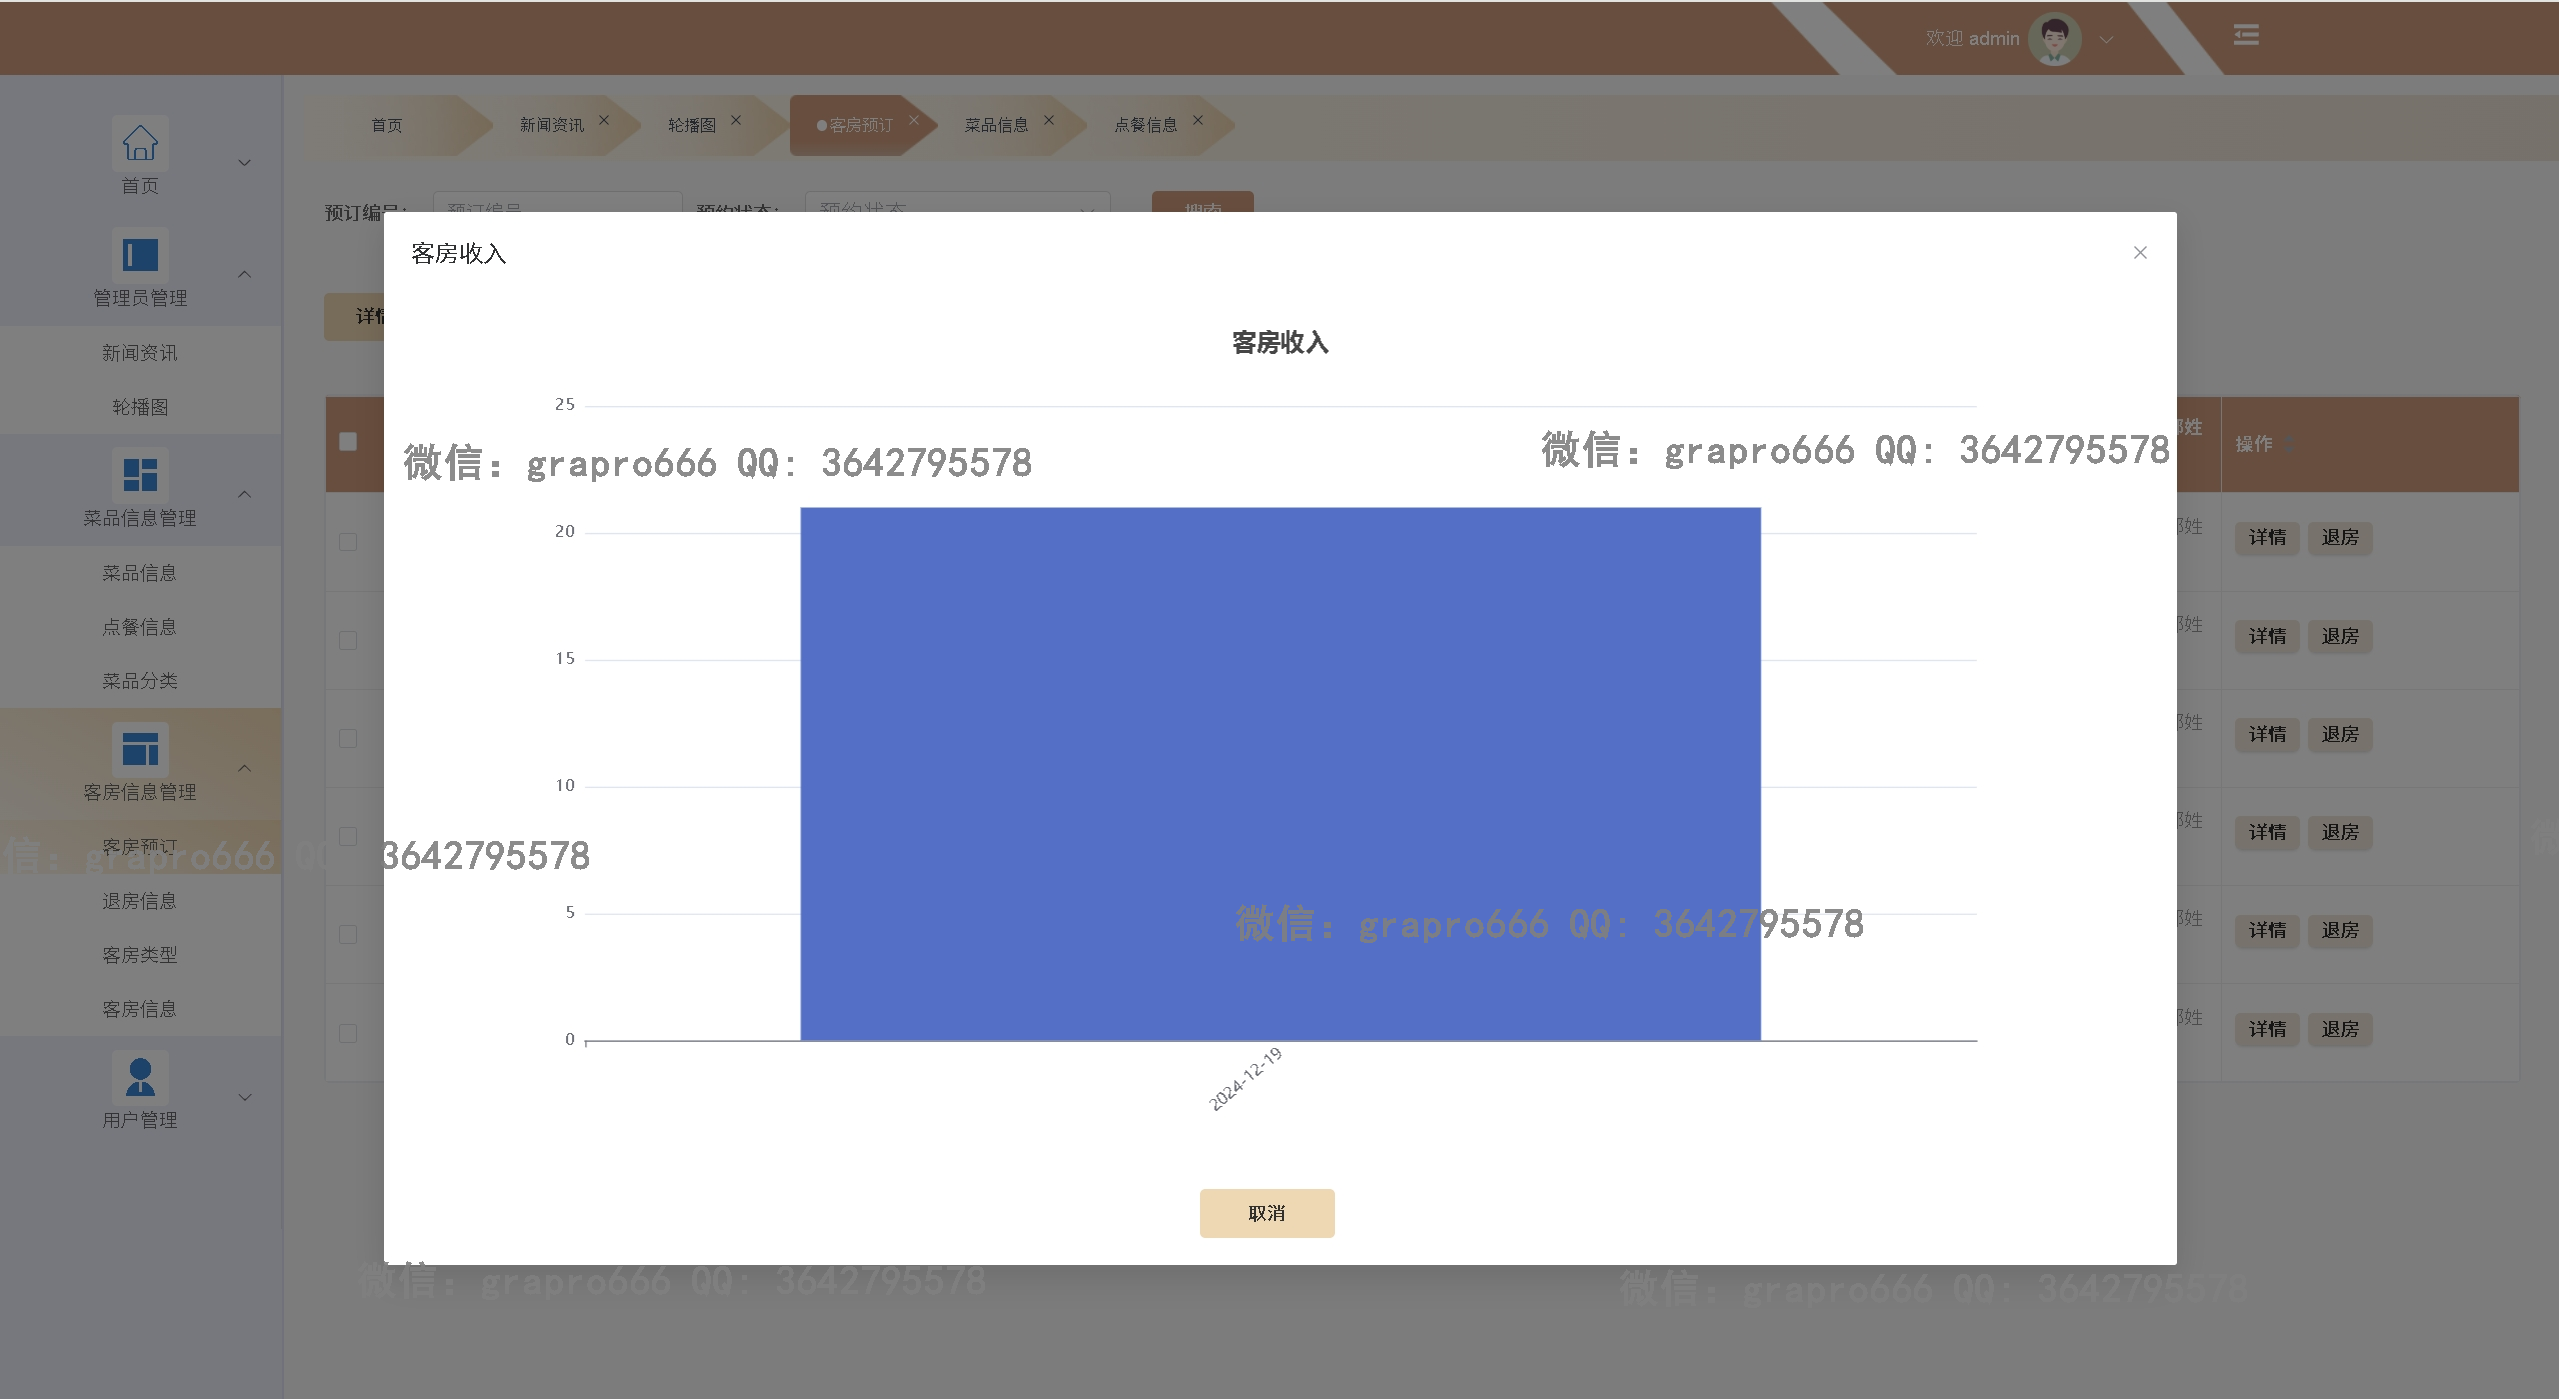 欢迎 admin
首页
新闻资讯
轮播图
客房预订
菜品信息
点餐信息
首页
管理员管理
新闻资讯
轮播图
菜品信息管理
菜品信息
点餐信息
菜品分类
客房信息管理
客房预订
退房信息
客房类型
客房信息
用户管理
预订编号：
预订编号
预约状态：
预约状态
搜索
详情
操作
详情 退房
详情 退房
详情 退房
详情 退房
详情 退房
详情 退房
客房收入
客房收入
25
20
15
10
5
0
2024-12-19
取消
微信：grapro666 QQ: 3642795578
微信：grapro666 QQ: 3642795578
信：grapro666 QQ: 3642795578
微信：grapro666 QQ: 3642795578
微信：grapro666 QQ: 3642795578
微信：grapro666 QQ: 3642795578